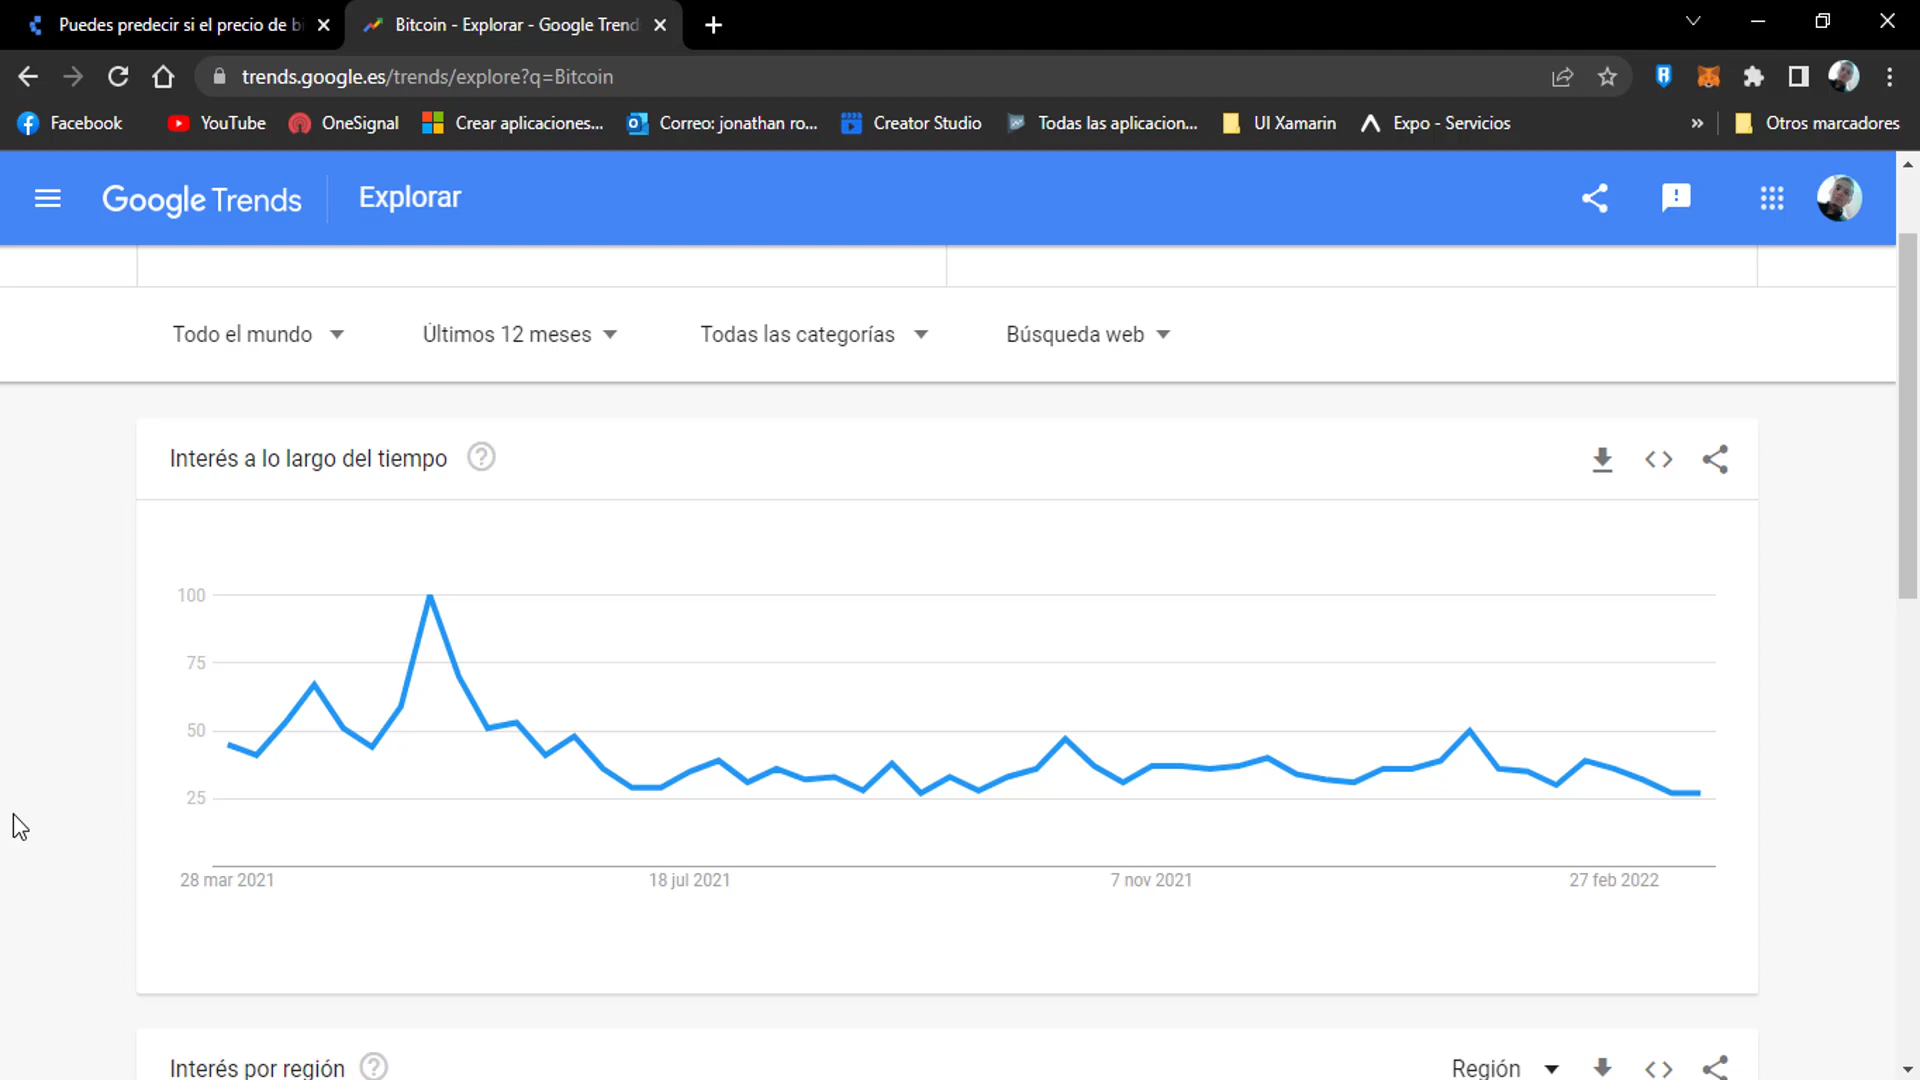 Puedes predecir si el precio de b
Bitcoin - Explorar - Google Trend
trends.google.es/trends/explore?q=Bitcoin
Facebook YouTube OneSignal Crear aplicaciones... Correo: jonathan ro... Creator Studio Todas las aplicacion... UI Xamarin Expo - Servicios » Otros marcadores
Google Trends Explorar
Todo el mundo Últimos 12 meses Todas las categorías Búsqueda web
Interés a lo largo del tiempo ?
100
75
50
25
28 mar 2021 18 jul 2021 7 nov 2021 27 feb 2022
Interés por región ? Región